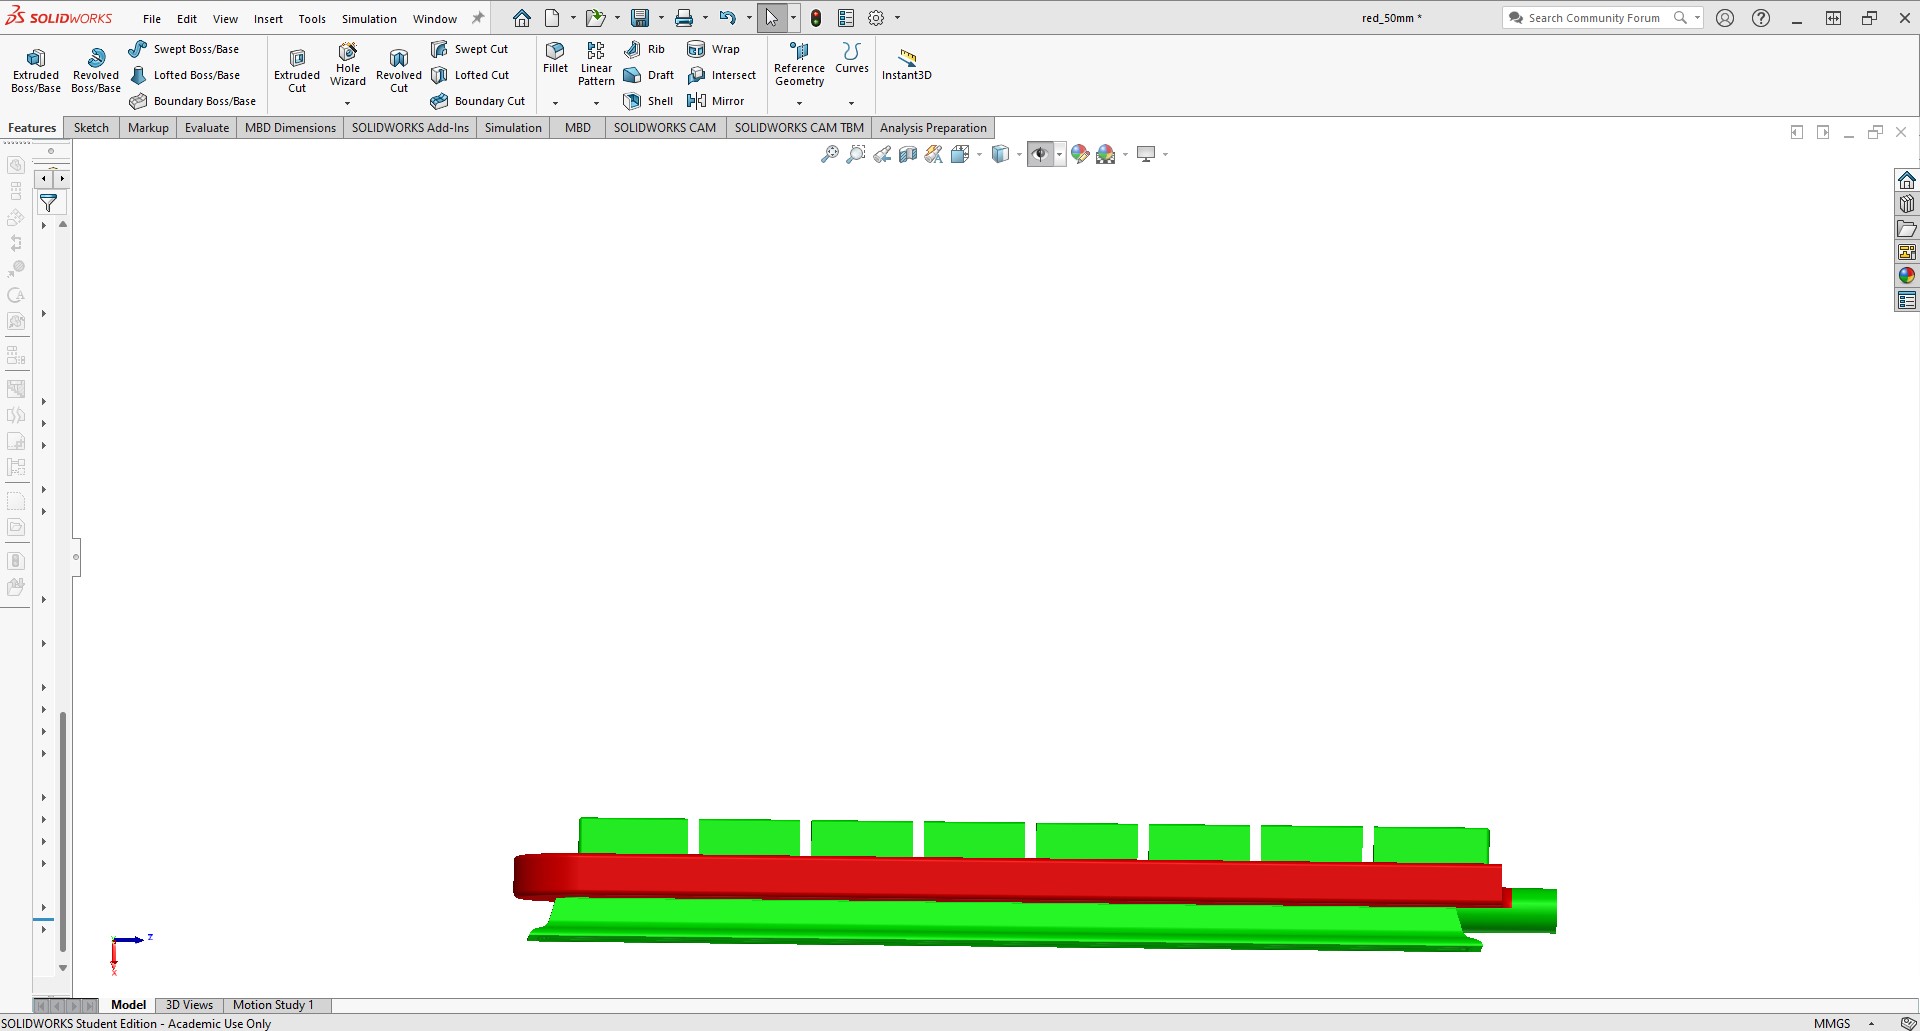 SOLIDWORKS File Edit View Insert Tools Simulation Window red_50mm * Search Community Forum
Extruded Boss/Base
Revolved Boss/Base
Swept Boss/Base
Lofted Boss/Base
Boundary Boss/Base
Extruded Cut
Hole Wizard
Revolved Cut
Swept Cut
Lofted Cut
Boundary Cut
Fillet
Linear Pattern
Rib
Draft
Shell
Wrap
Intersect
Mirror
Reference Geometry
Curves
Instant3D
Features Sketch Markup Evaluate MBD Dimensions SOLIDWORKS Add-Ins Simulation MBD SOLIDWORKS CAM SOLIDWORKS CAM TBM Analysis Preparation
Z
X
Model 3D Views Motion Study 1
SOLIDWORKS Student Edition - Academic Use Only MMGS